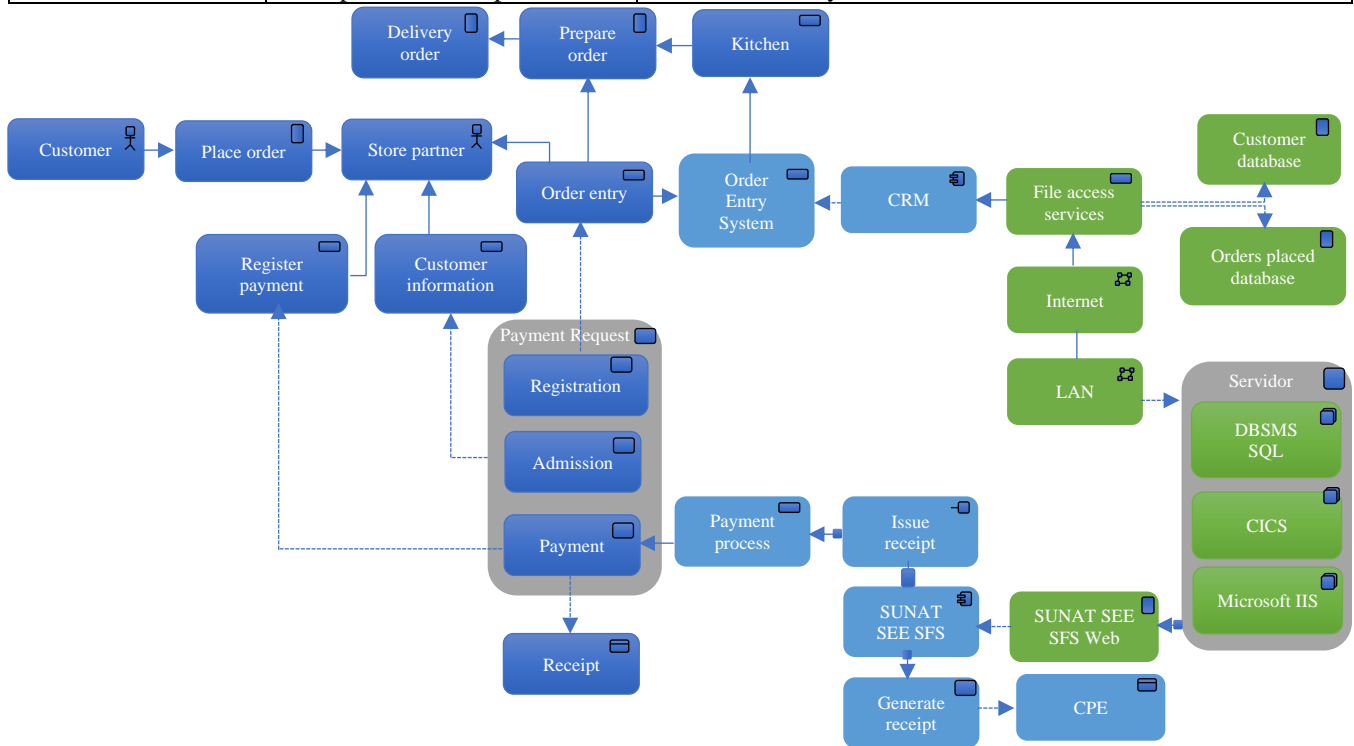 Delivery
order
Prepare
order
Kitchen
Customer
Place order
Store partner
Order entry
Order
Entry
System
CRM
File access
services
Customer
database
Orders placed
database
Register
payment
Customer
information
Internet
Payment Request
Registration
LAN
Servidor
DBSMS
SQL
Admission
CICS
Payment
process
Issue
receipt
Payment
Microsoft IIS
SUNAT
SEE SFS
SUNAT SEE
SFS Web
Receipt
Generate
receipt
CPE